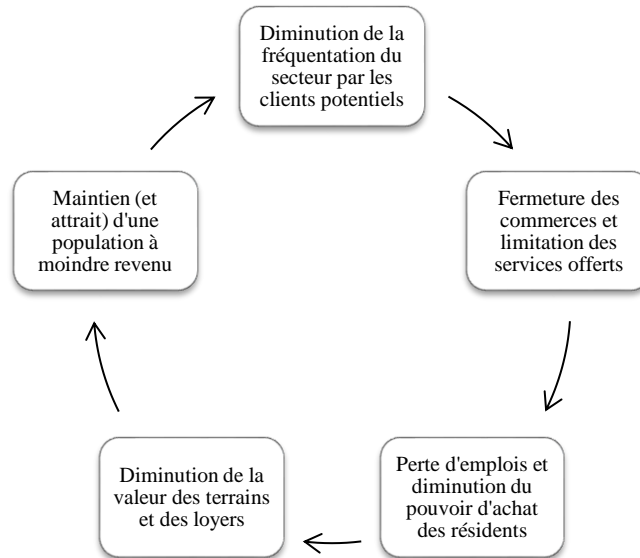 Diminution de la
fréquentation du
secteur par les
clients potentiels
Fermeture des
commerces et
limitation des
services offerts
Perte d'emplois et
diminution du
pouvoir d'achat
des résidents
Diminution de la
valeur des terrains
et des loyers
Maintien (et
attrait) d'une
population à
moindre revenu